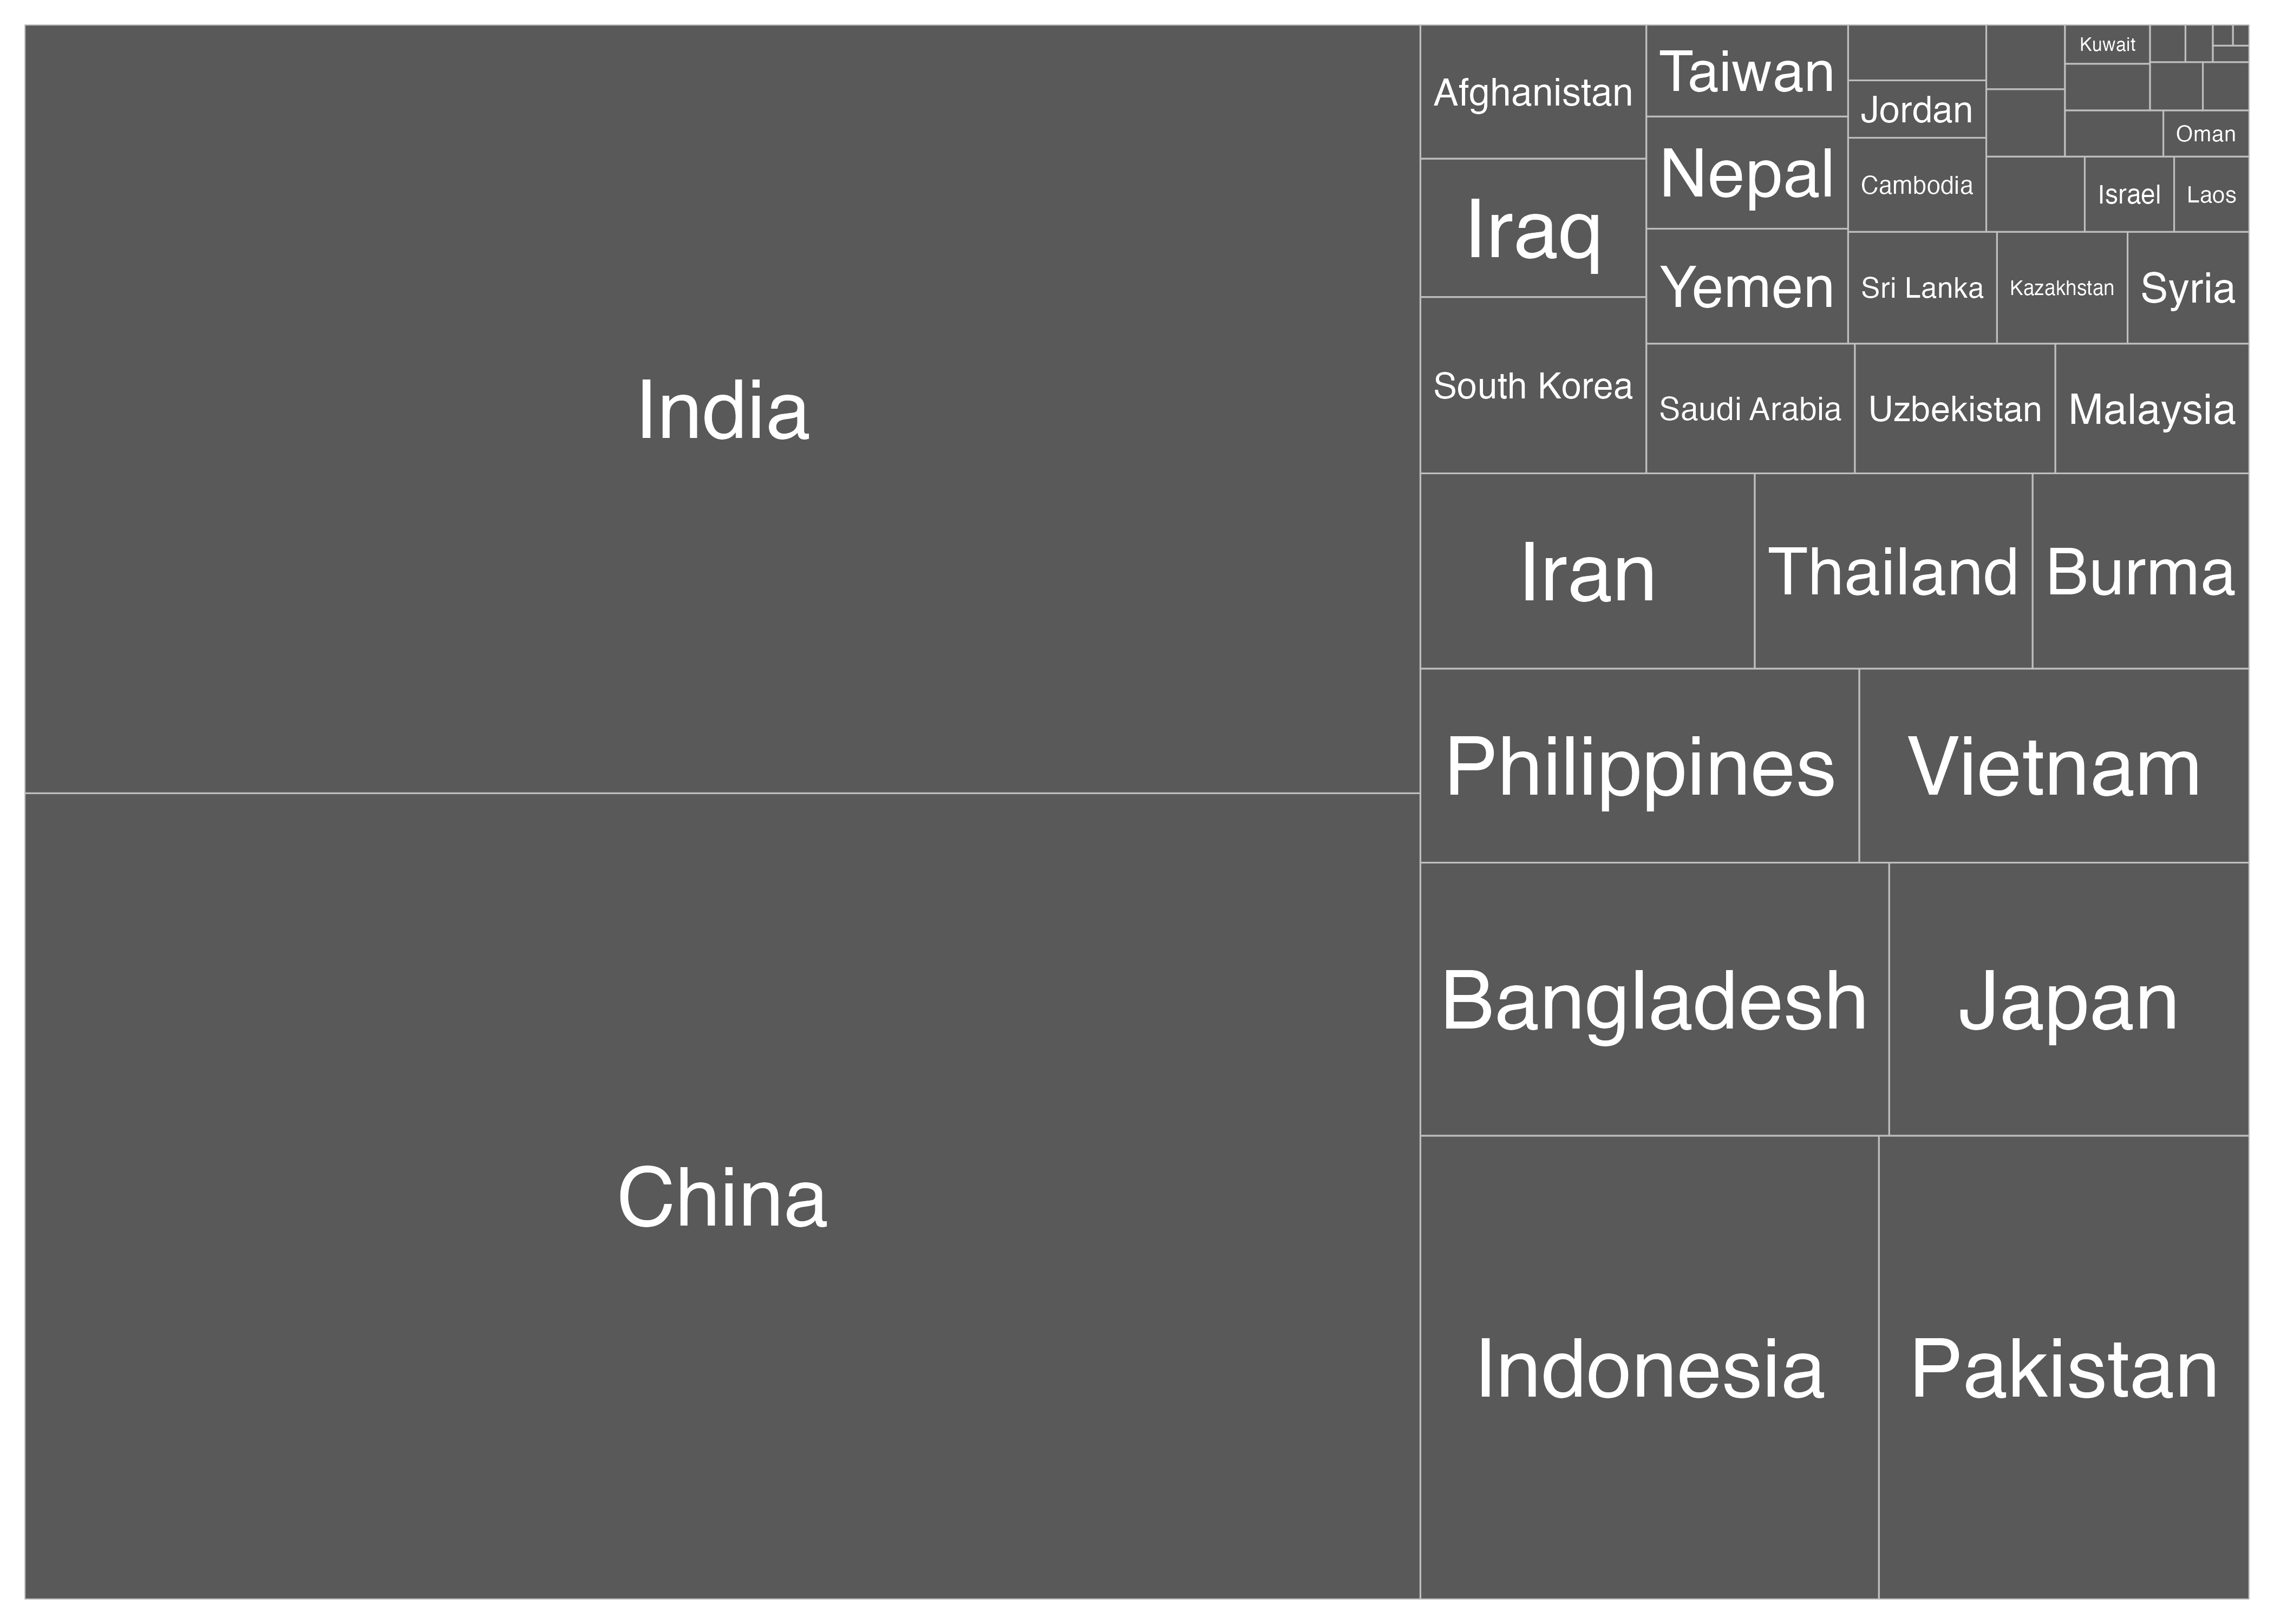 India
China
Afghanistan
Iraq
South Korea
Taiwan
Nepal
Yemen
Jordan
Cambodia
Kuwait
Oman
Israel
Laos
Sri Lanka
Kazakhstan
Syria
Saudi Arabia
Uzbekistan
Malaysia
Iran
Thailand
Burma
Philippines
Vietnam
Bangladesh
Japan
Indonesia
Pakistan